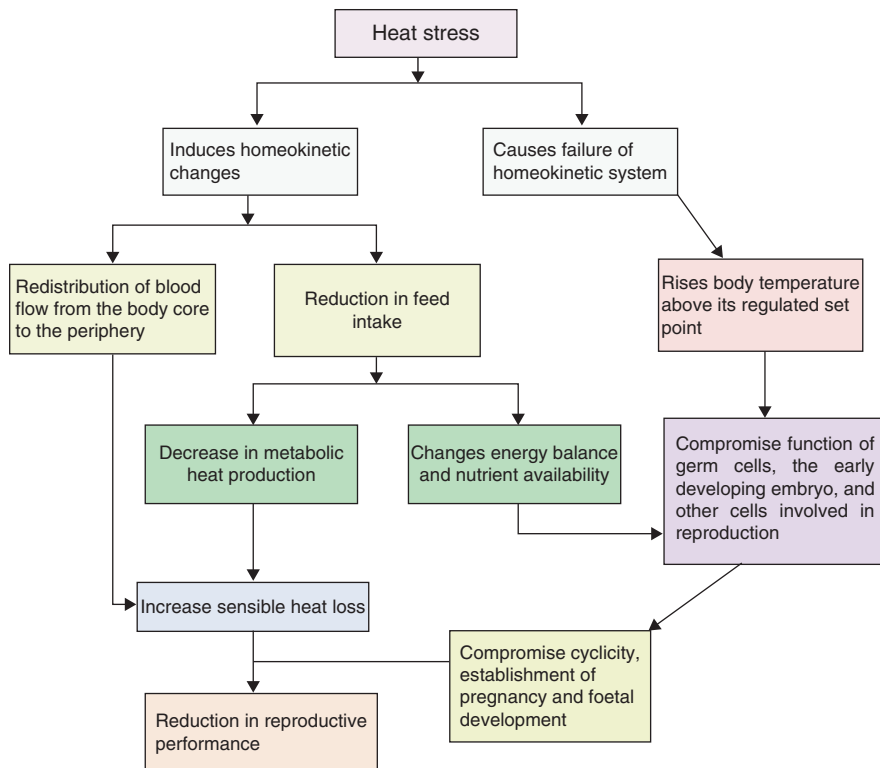 Heat stress
Induces homeokinetic
changes
Causes failure of
homeokinetic system
Redistribution of blood
flow from the body core
to the periphery
Reduction in feed
intake
Rises body temperature
above its regulated set
point
Decrease in metabolic
heat production
Changes energy balance
and nutrient availability
Compromise function of
germ cells, the early
developing embryo, and
other cells involved in
reproduction
Increase sensible heat loss
Compromise cyclicity,
establishment of
pregnancy and foetal
development
Reduction in reproductive
performance